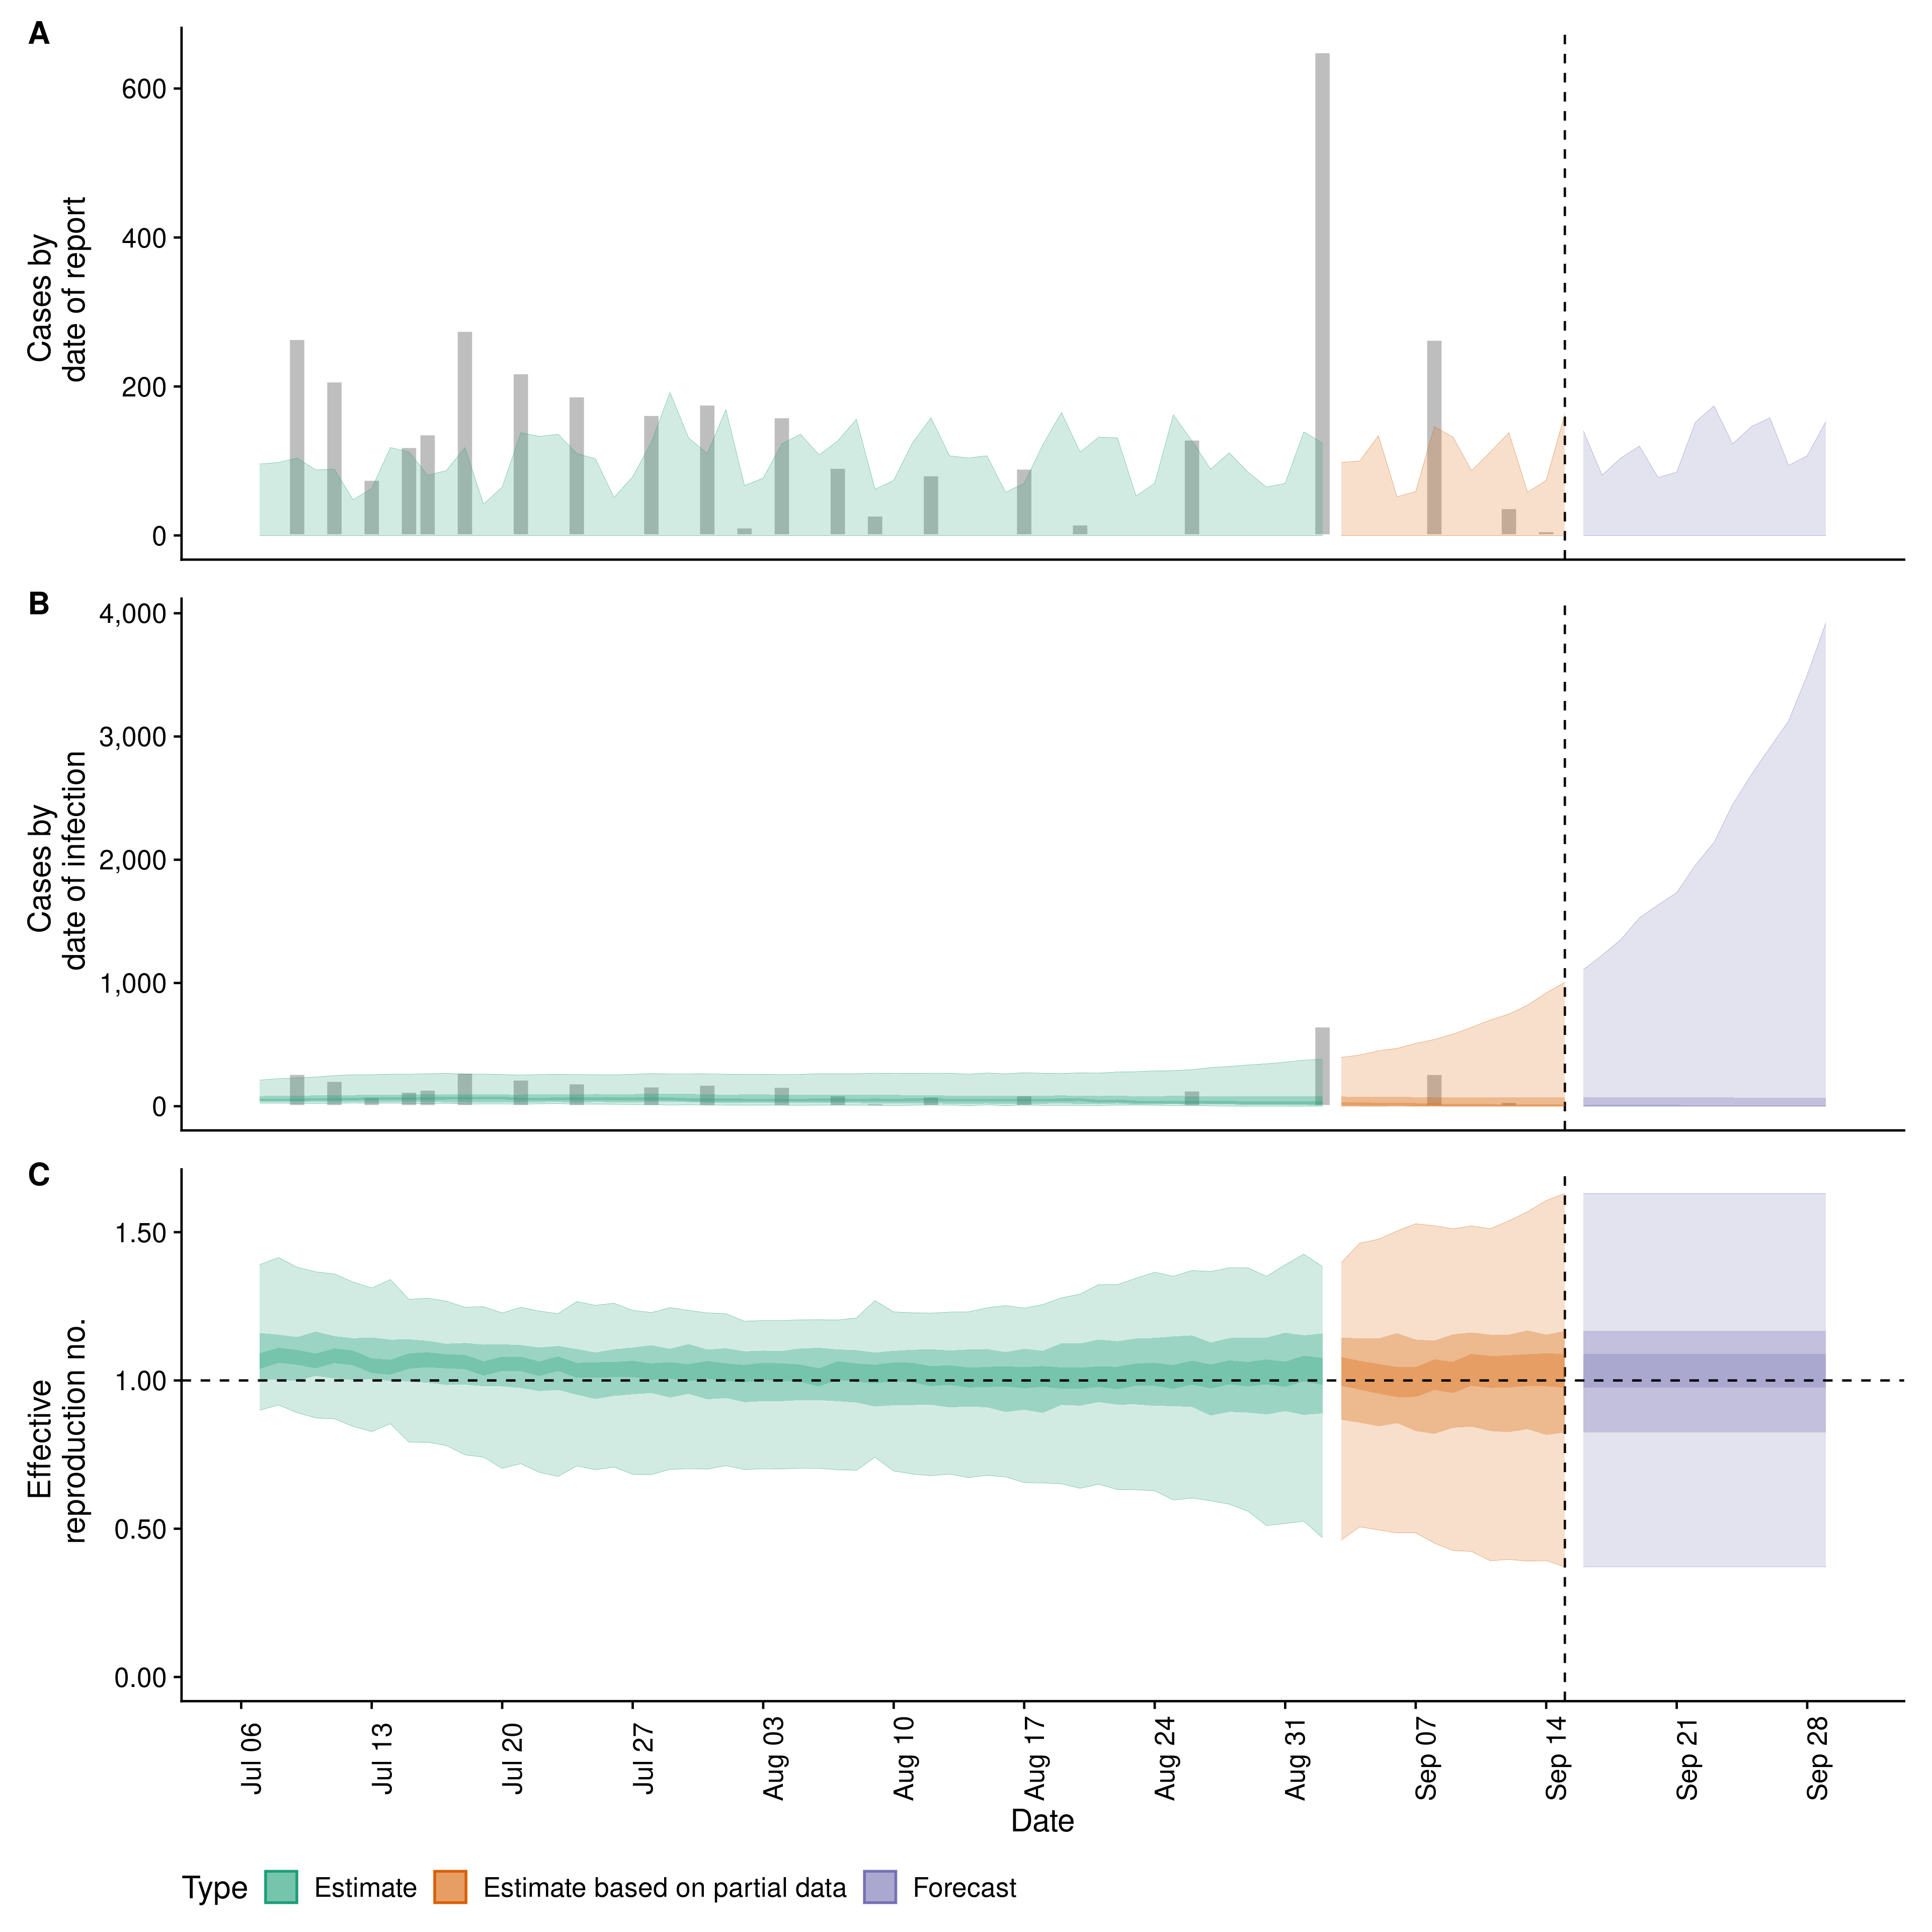 A
Cases by
date of report
600
400
200
0
B
Cases by
date of infection
4,000
3,000
2,000
1,000
0
C
Effective
reproduction no.
1.50
1.00
0.50
0.00
Jul 06
Jul 13
Jul 20
Jul 27
Aug 03
Aug 10
Aug 17
Aug 24
Aug 31
Sep 07
Sep 14
Sep 21
Sep 28
Date
Type Estimate Estimate based on partial data Forecast